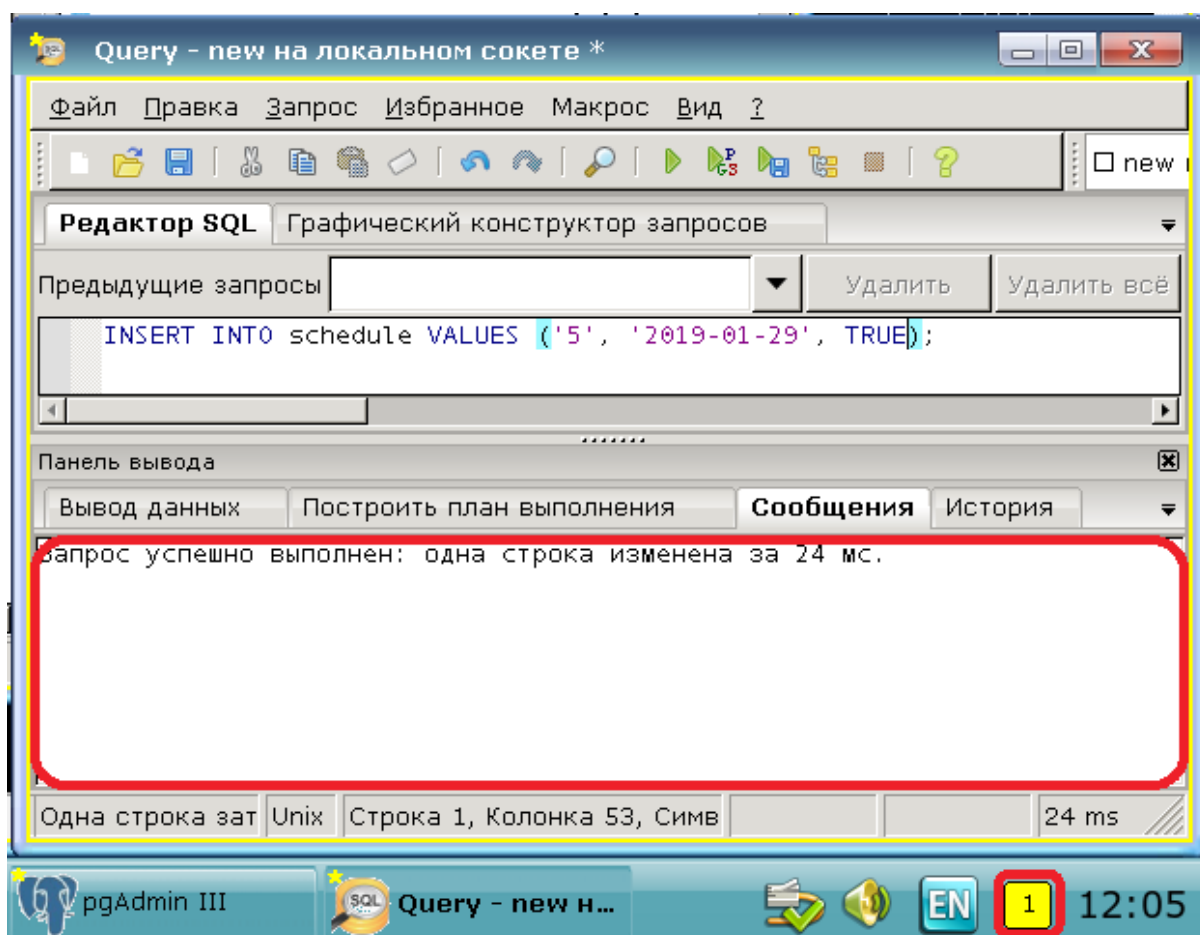 Query - new на локальном сокете *
Файл Правка Запрос Избранное Макрос Вид ?
new
Редактор SQL Графический конструктор запросов
Предыдущие запросы Удалить Удалить всё
INSERT INTO schedule VALUES ('5', '2019-01-29', TRUE);
Панель вывода
Вывод данных Построить план выполнения Сообщения История
Запрос успешно выполнен: одна строка изменена за 24 мс.
Одна строка зат Unix Строка 1, Колонка 53, Симв 24 ms
pgAdmin III SQL Query - new н... EN 1 12:05